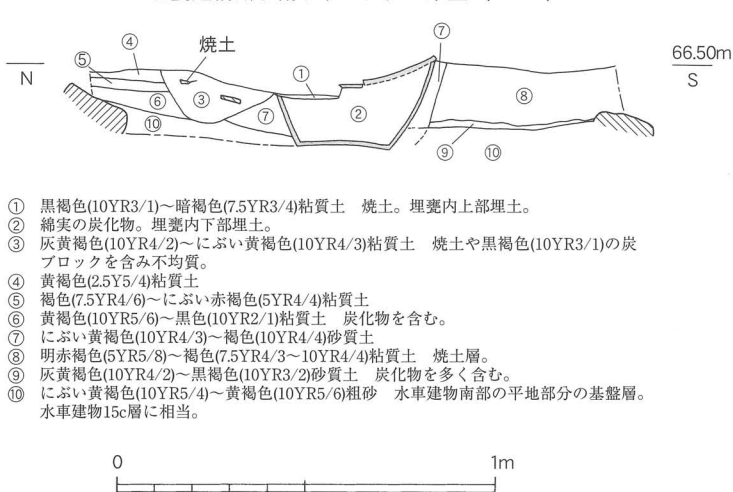 ④
焼土
⑦
66.50m
N
⑤
①
S
⑥
③
⑧
⑦
②
⑩
⑨
⑩
① 黒褐色(10YR3/1)～暗褐色(7.5YR3/4)粘質土 焼土。埋甕内上部埋土。
② 綿実の炭化物。埋甕内下部埋土。
③ 灰黄褐色(10YR4/2)～にぶい黄褐色(10YR4/3)粘質土 焼土や黒褐色(10YR3/1)の炭
ブロックを含み不均質。
④ 黄褐色(2.5Y5/4)粘質土
⑤ 褐色(7.5YR4/6)～にぶい赤褐色(5YR4/4)粘質土
⑥ 黄褐色(10YR5/6)～黒色(10YR2/1)粘質土 炭化物を含む。
⑦ にぶい黄褐色(10YR4/3)～褐色(10YR4/4)砂質土
⑧ 明赤褐色(5YR5/8)～褐色(7.5YR4/3～10YR4/4)粘質土 焼土層。
⑨ 灰黄褐色(10YR4/2)～黒褐色(10YR3/2)砂質土 炭化物を多く含む。
⑩ にぶい黄褐色(10YR5/4)～黄褐色(10YR5/6)粗砂 水車建物南部の平地部分の基盤層。
水車建物15c層に相当。
0 1m